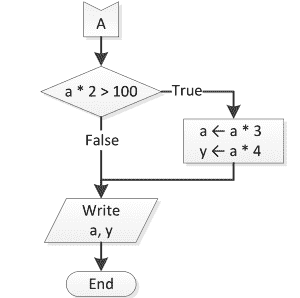 A
a * 2 > 100
True
False
a ← a * 3
y ← a * 4
Write
a, y
End